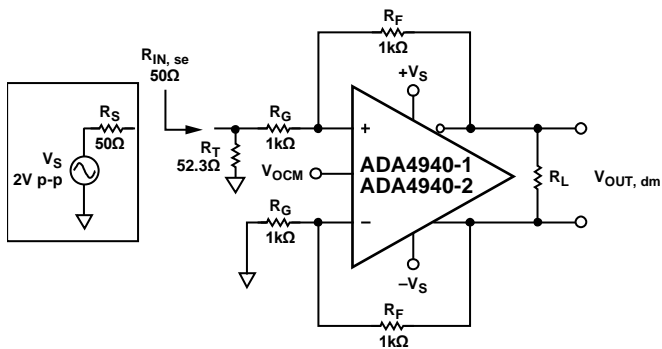 RF
1kΩ
RIN, se
50Ω
+VS
RS
50Ω
RG
1kΩ
VS
2V p-p
RT
52.3Ω
+
VOCM
ADA4940-1
ADA4940-2
RL
VOUT, dm
RG
1kΩ
–
–VS
RF
1kΩ